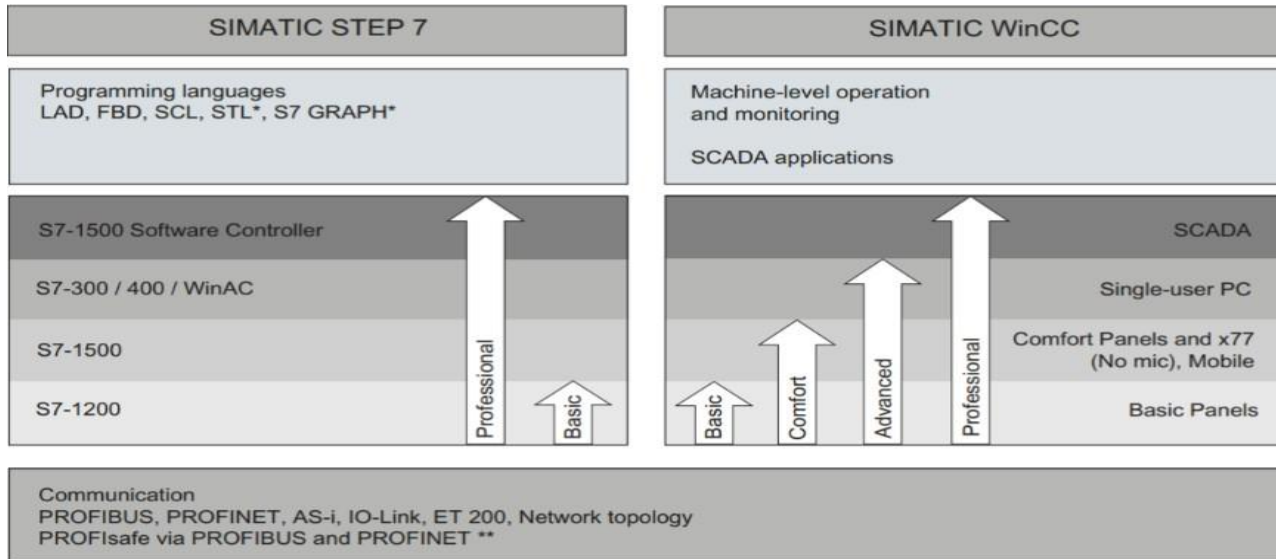 SIMATIC STEP 7
Programming languages
LAD, FBD, SCL, STL*, S7 GRAPH*
S7-1500 Software Controller
S7-300 / 400 / WinAC
S7-1500
S7-1200
Professional
Basic
SIMATIC WinCC
Machine-level operation
and monitoring
SCADA applications
Basic
Comfort
Advanced
Professional
SCADA
Single-user PC
Comfort Panels and x77
(No mic), Mobile
Basic Panels
Communication
PROFIBUS, PROFINET, AS-i, IO-Link, ET 200, Network topology
PROFIsafe via PROFIBUS and PROFINET **